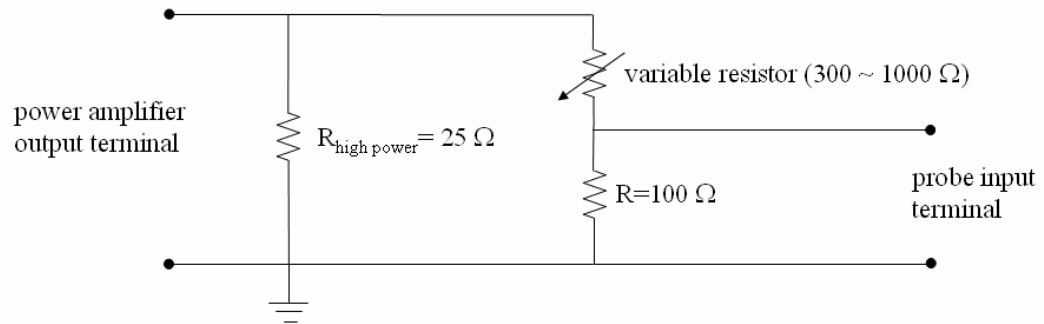 variable resistor (300 ~ 1000 Ω)
power amplifier
output terminal
R_high power= 25 Ω
R=100 Ω
probe input
terminal